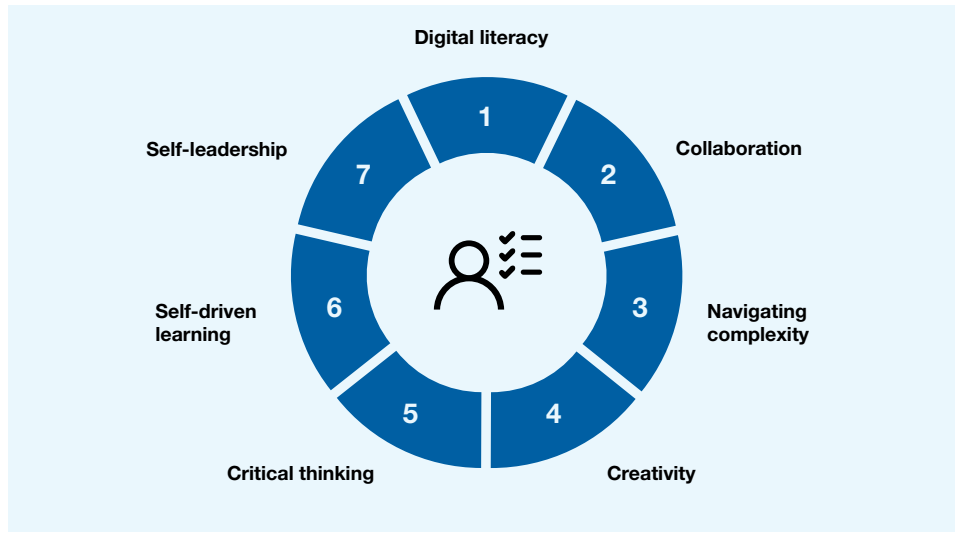 Digital literacy
1
Collaboration
2
Navigating
complexity
3
Creativity
4
Critical thinking
5
Self-driven
learning
6
Self-leadership
7